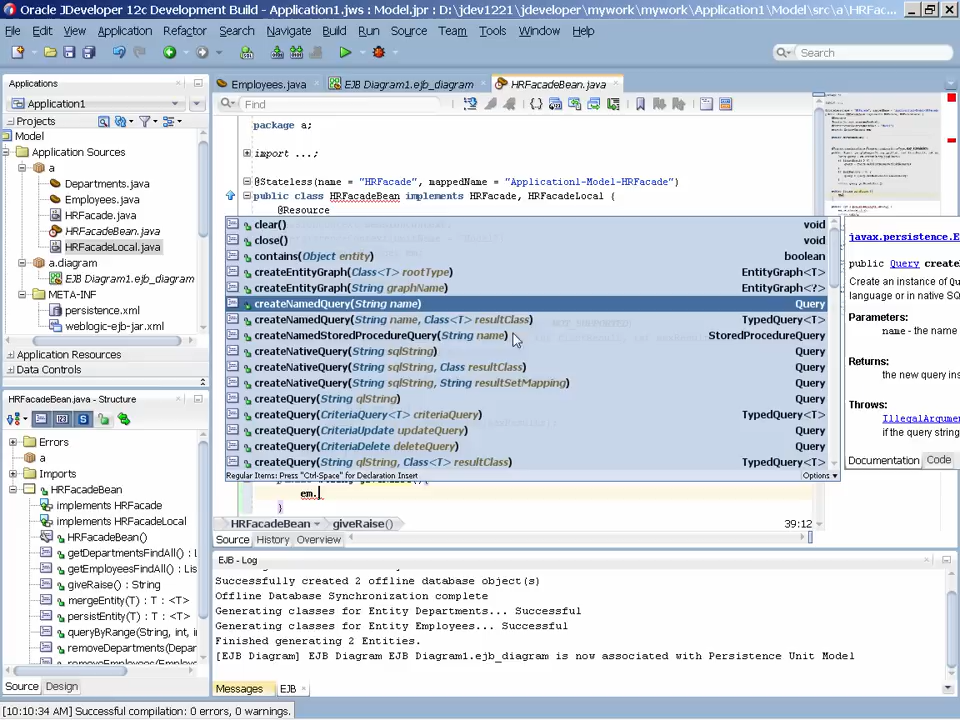 Oracle JDeveloper 12c Development Build - Application1.jws : Model.jpr : D:\jdev1221\jdeveloper\mywork\mywork\Application1\Model\src\a\HRFac
File Edit View Application Refactor Search Navigate Build Run Source Team Tools Window Help
Search
Applications
Application1
Projects
Model
Application Sources
a
Departments.java
Employees.java
HRFacade.java
HRFacadeBean.java
HRFacadeLocal.java
a.diagram
EJB Diagram1.ejb_diagram
META-INF
persistence.xml
weblogic-ejb-jar.xml
Application Resources
Data Controls
HRFacadeBean.java - Structure
Errors
a
Imports
HRFacadeBean
implements HRFacade
implements HRFacadeLocal
HRFacadeBean()
getDepartmentsFindAll() : L
getEmployeesFindAll() : Lis
giveRaise() : String
mergeEntity(T) : T : <T>
persistEntity(T) : T : <T>
queryByRange(String, int, in
removeDepartments(Depar
removeEmployees(Employe
Source Design
Employees.java EJB Diagram1.ejb_diagram HRFacadeBean.java
Find
package a;
import ...;
@Stateless(name = "HRFacade", mappedName = "Application1-Model-HRFacade")
public class HRFacadeBean implements HRFacade, HRFacadeLocal {
@Resource
clear() void
close() void
contains(Object entity) boolean
createEntityGraph(Class<T> rootType) EntityGraph<T>
createEntityGraph(String graphName) EntityGraph<?>
createNamedQuery(String name) Query
createNamedQuery(String name, Class<T> resultClass) TypedQuery<T>
createNamedStoredProcedureQuery(String name) StoredProcedureQuery
createNativeQuery(String sqlString) Query
createNativeQuery(String sqlString, Class resultClass) Query
createNativeQuery(String sqlString, String resultSetMapping) Query
createQuery(String qlString) Query
createQuery(CriteriaQuery<T> criteriaQuery) TypedQuery<T>
createQuery(CriteriaUpdate updateQuery) Query
createQuery(CriteriaDelete deleteQuery) Query
createQuery(String qlString, Class<T> resultClass) TypedQuery<T>
Regular Items: Press "Ctrl-Space" for Declaration Insert Options
javax.persistence.E
public Query create
Create an instance of Qu
language or in native SQ
Parameters:
name - the name
Returns:
the new query ins
Throws:
IllegalArgume
if the query string
Documentation Code
em.
}
HRFacadeBean giveRaise() 39:12
Source History Overview
EJB - Log
Successfully created 2 offline database object(s)
Offline Database Synchronization complete
Generating classes for Entity Departments... Successful
Generating classes for Entity Employees... Successful
Finished generating 2 Entities.
[EJB Diagram] EJB Diagram EJB Diagram1.ejb_diagram is now associated with Persistence Unit Model
Messages EJB
[10:10:34 AM] Successful compilation: 0 errors, 0 warnings.